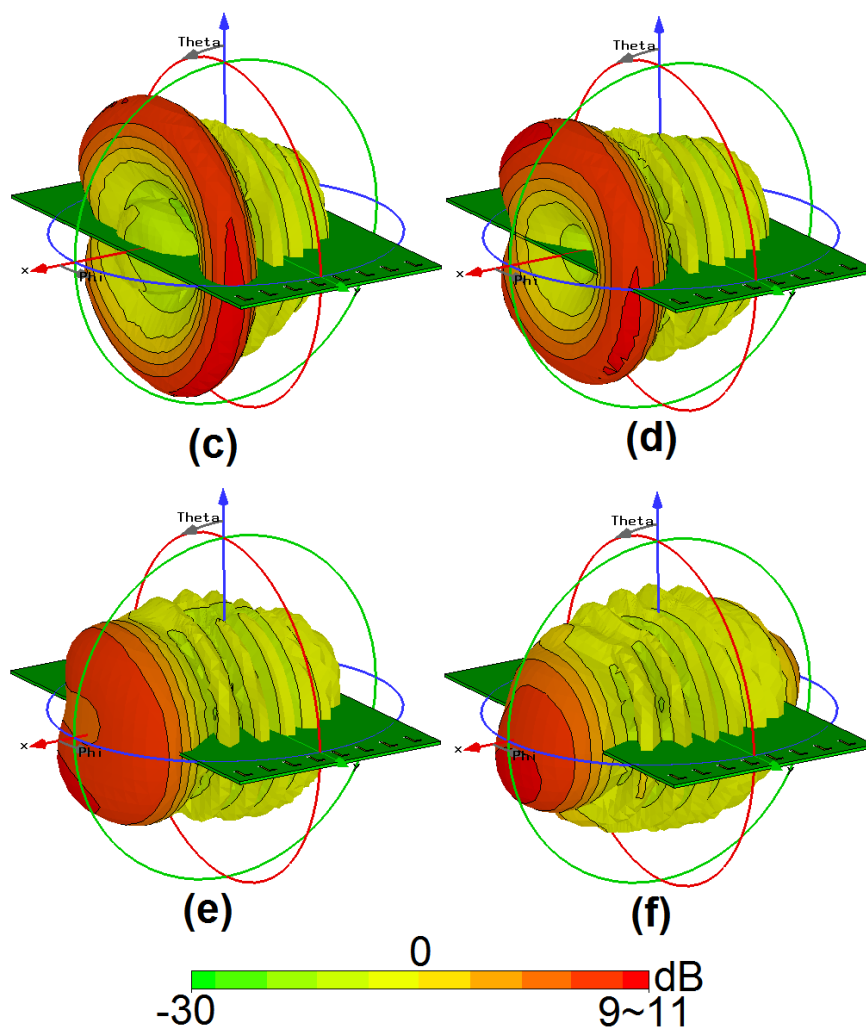 Theta
Theta
x
Phi
Y
x
Phi
Y
(c)
(d)
Theta
Theta
x
Phi
Y
x
Phi
Y
(e)
(f)
0
dB
-30
9~11